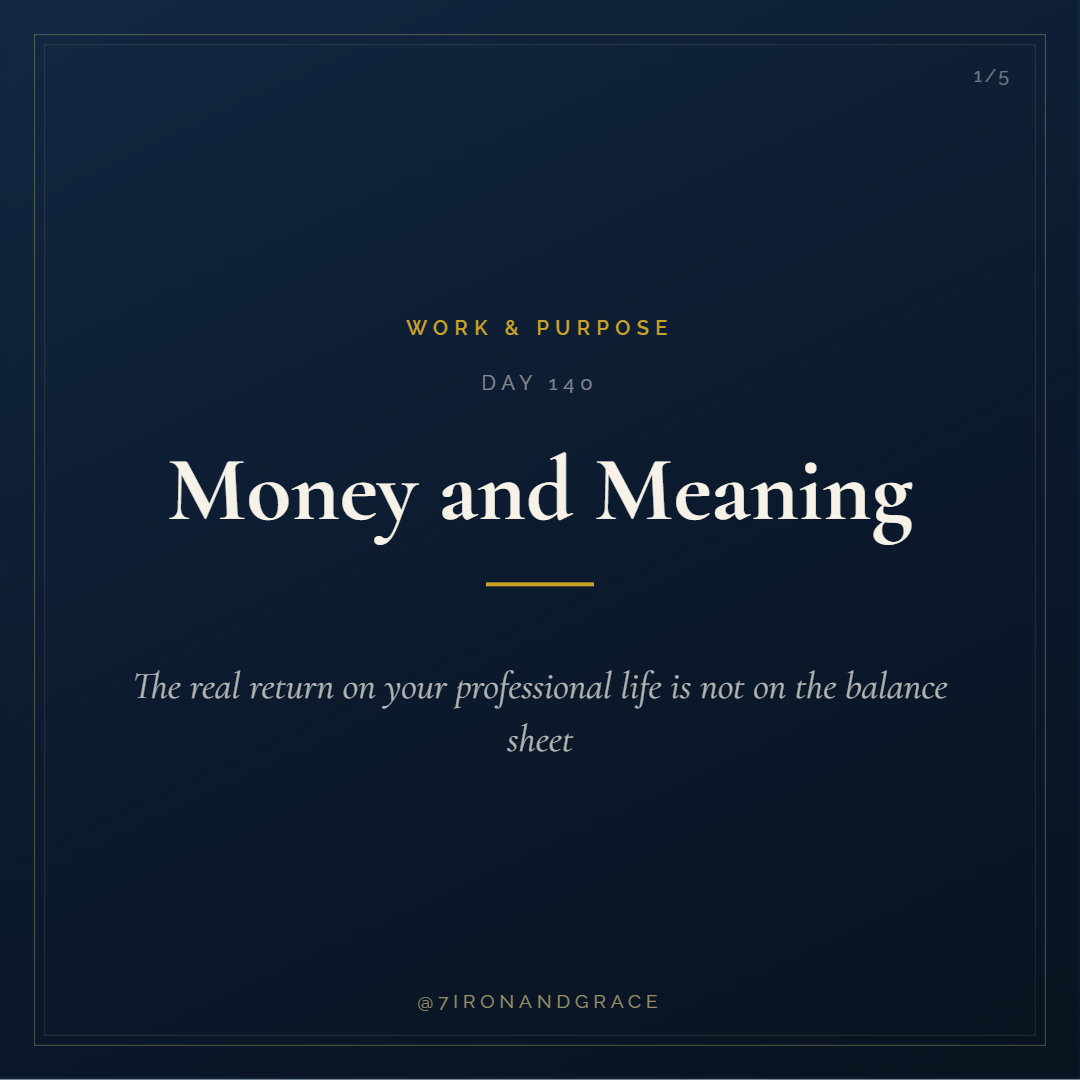 1/5
WORK & PURPOSE
DAY 140
Money and Meaning
The real return on your professional life is not on the balance
sheet
@7IRONANDGRACE